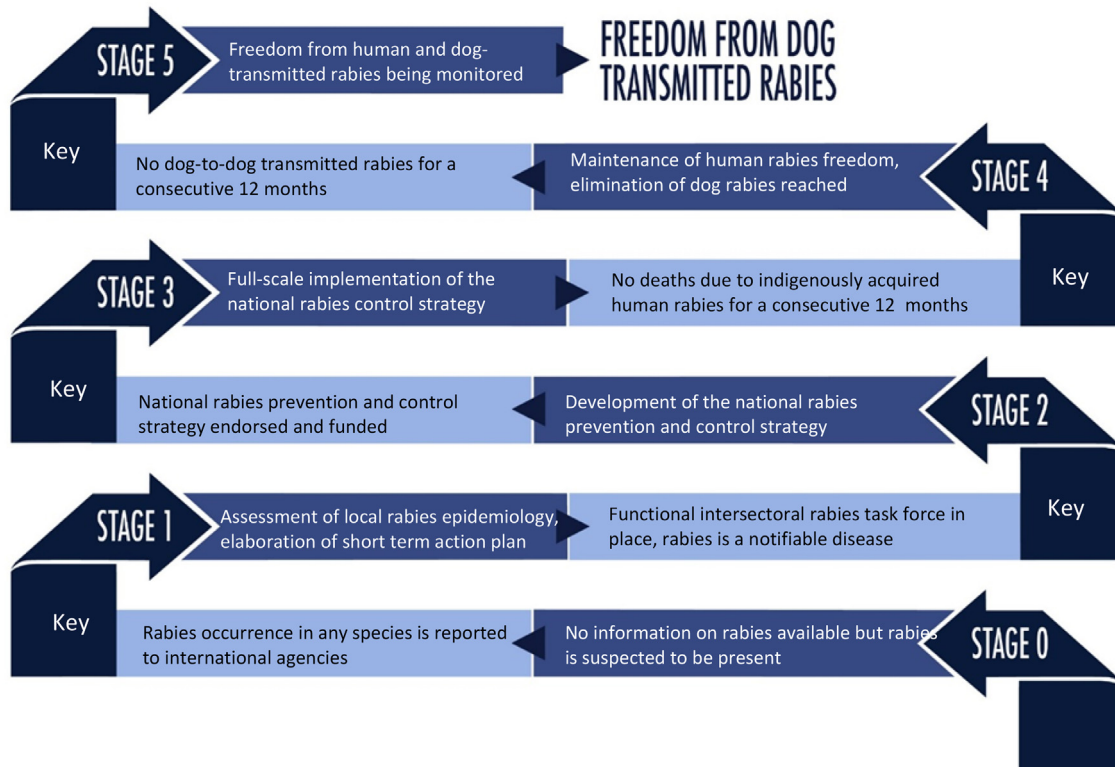 STAGE 5
Freedom from human and dog-
transmitted rabies being monitored
FREEDOM FROM DOG
TRANSMITTED RABIES
Key
No dog-to-dog transmitted rabies for a
consecutive 12 months
Maintenance of human rabies freedom,
elimination of dog rabies reached
STAGE 4
STAGE 3
Full-scale implementation of the
national rabies control strategy
No deaths due to indigenously acquired
human rabies for a consecutive 12 months
Key
Key
National rabies prevention and control
strategy endorsed and funded
Development of the national rabies
prevention and control strategy
STAGE 2
STAGE 1
Assessment of local rabies epidemiology,
elaboration of short term action plan
Functional intersectoral rabies task force in
place, rabies is a notifiable disease
Key
Key
Rabies occurrence in any species is reported
to international agencies
No information on rabies available but rabies
is suspected to be present
STAGE 0